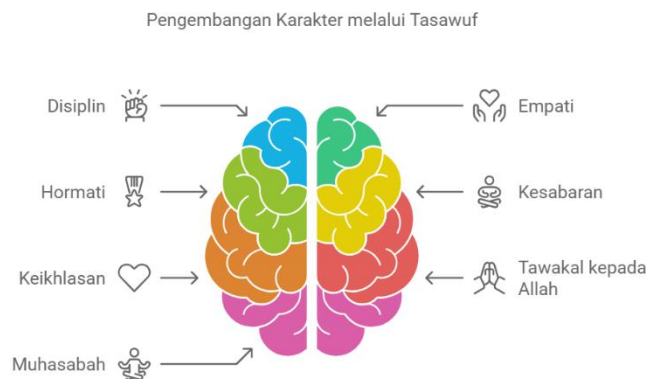 Pengembangan Karakter melalui Tasawuf
Disiplin
Empati
Hormati
Kesabaran
Keikhlasan
Tawakal kepada
Allah
Muhasabah